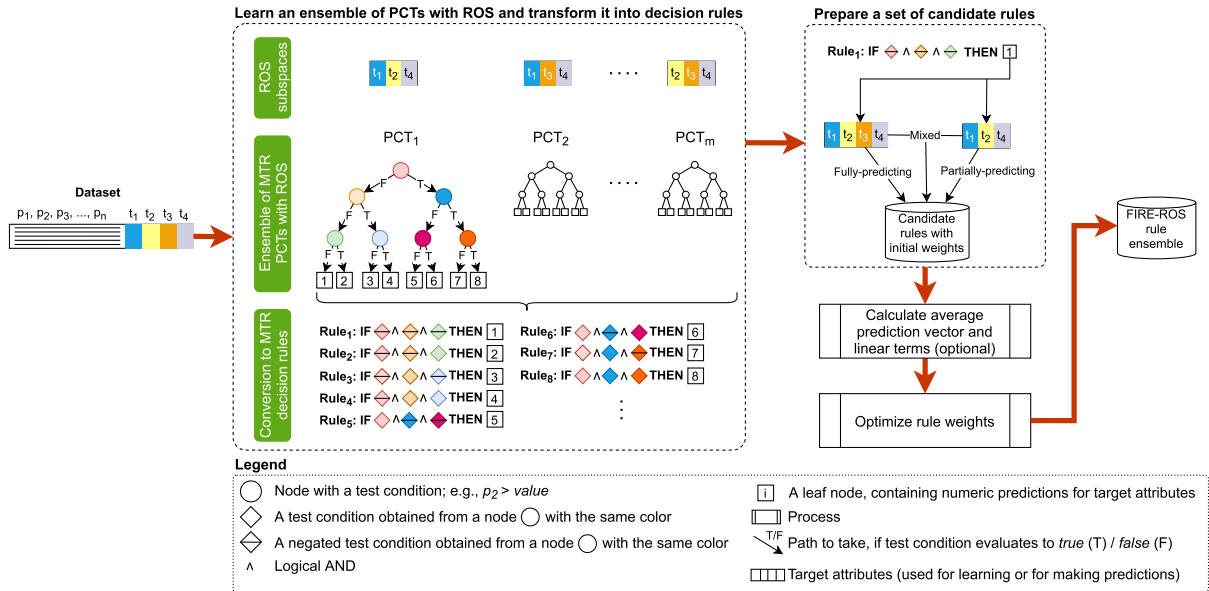 Learn an ensemble of PCTs with ROS and transform it into decision rules
ROS
subspaces
t1 t2 t4
t1 t3 t4
....
t2 t3 t4
Ensemble of MTR
PCTs with ROS
PCT1
PCT2
PCTm
....
F T
F T F T
F T F T F T F T
1 2 3 4 5 6 7 8
Dataset
p1, p2, p3, ..., pn t1 t2 t3 t4
Conversion to MTR
decision rules
Rule1: IF ∧ ∧ THEN 1
Rule2: IF ∧ ∧ THEN 2
Rule3: IF ∧ ∧ THEN 3
Rule4: IF ∧ ∧ THEN 4
Rule5: IF ∧ ∧ THEN 5
Rule6: IF ∧ ∧ THEN 6
Rule7: IF ∧ ∧ THEN 7
Rule8: IF ∧ ∧ THEN 8
Prepare a set of candidate rules
Rule1: IF ∧ ∧ THEN 1
t1 t2 t3 t4
Mixed
t1 t2 t4
Fully-predicting
Partially-predicting
Candidate
rules with
initial weights
Calculate average
prediction vector and
linear terms (optional)
Optimize rule weights
FIRE-ROS
rule
ensemble
Legend
Node with a test condition; e.g., p2 > value
A test condition obtained from a node with the same color
A negated test condition obtained from a node with the same color
∧ Logical AND
i A leaf node, containing numeric predictions for target attributes
Process
T/F Path to take, if test condition evaluates to true (T) / false (F)
Target attributes (used for learning or for making predictions)